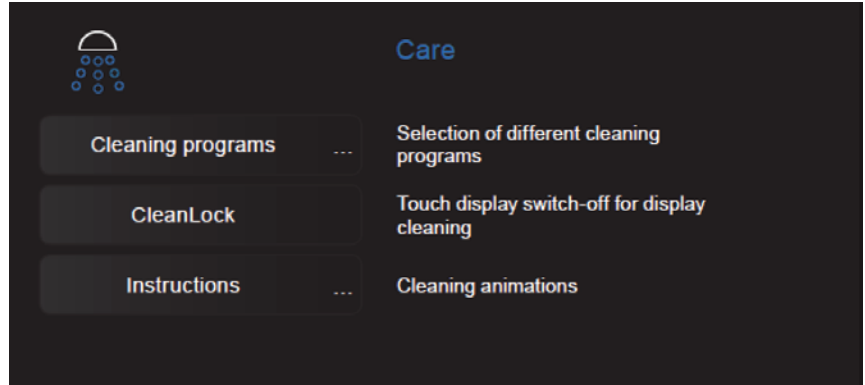 Care
Cleaning programs ...
Selection of different cleaning
programs
CleanLock
Touch display switch-off for display
cleaning
Instructions ...
Cleaning animations